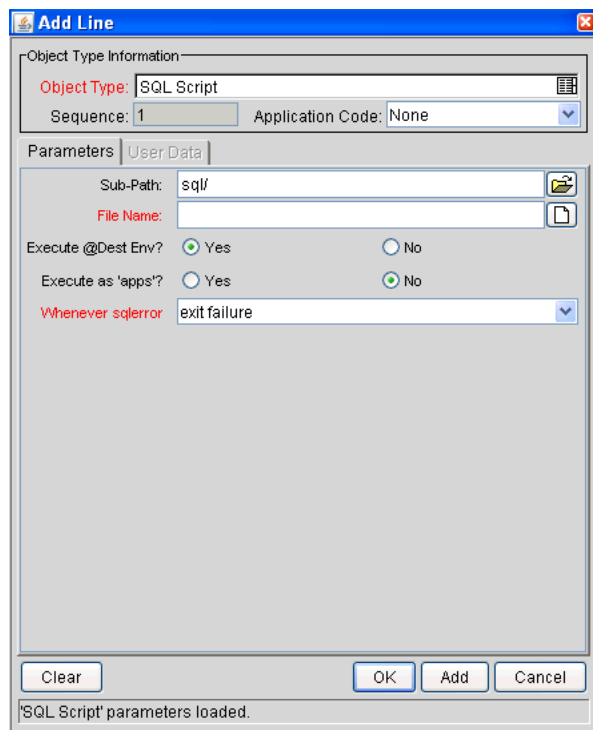 Add Line
Object Type Information
Object Type: SQL Script
Sequence: 1 Application Code: None
Parameters User Data
Sub-Path: sql/
File Name:
Execute @Dest Env? Yes No
Execute as 'apps'? Yes No
Whenever sqlerror exit failure
Clear OK Add Cancel
'SQL Script' parameters loaded.